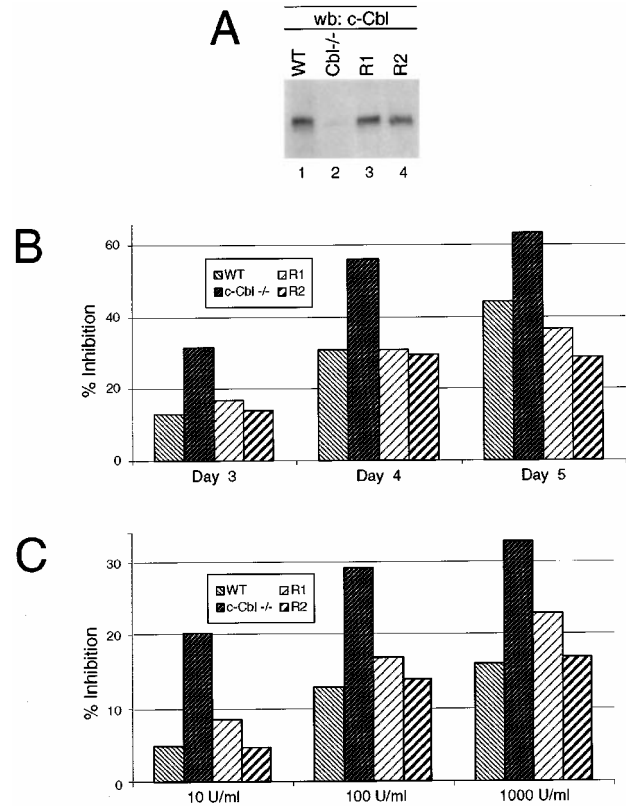 A
wb: c-Cbl
WT Cbl-/- R1 R2
1 2 3 4
B
% Inhibition
60
40
20
0
WT R1
c-Cbl -/- R2
Day 3 Day 4 Day 5
C
% Inhibition
30
20
10
0
WT R1
c-Cbl -/- R2
10 U/ml 100 U/ml 1000 U/ml